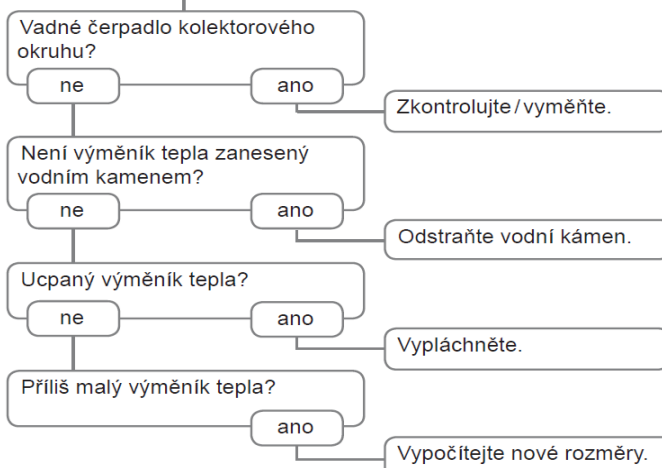 Vadné čerpadlo kolektorového
okruhu?
ne
ano
Zkontrolujte/vyměňte.
Není výměník tepla zanesený
vodním kamenem?
ne
ano
Odstraňte vodní kámen.
Ucpaný výměník tepla?
ne
ano
Vypláchněte.
Příliš malý výměník tepla?
ano
Vypočítejte nové rozměry.